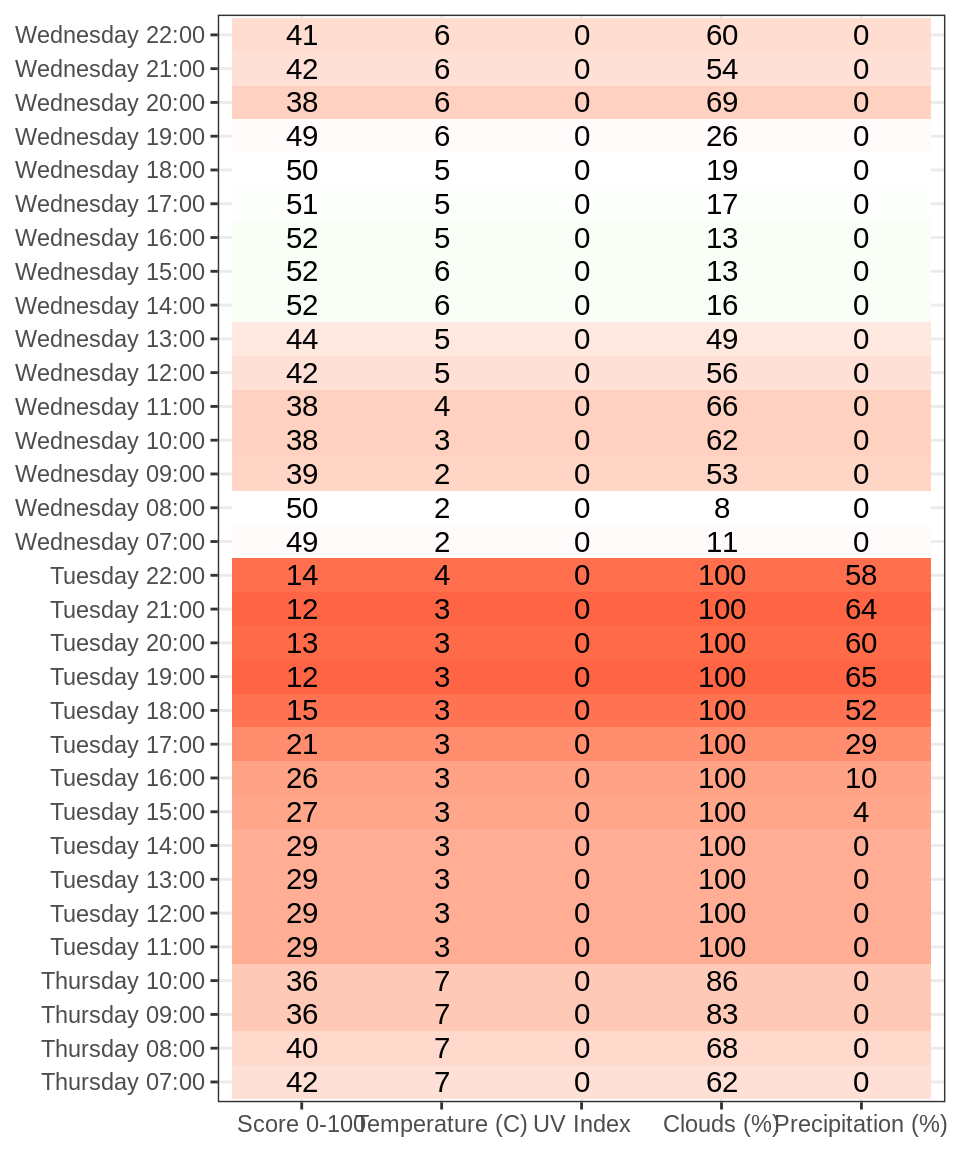 Wednesday 22:00 41 6 0 60 0
Wednesday 21:00 42 6 0 54 0
Wednesday 20:00 38 6 0 69 0
Wednesday 19:00 49 6 0 26 0
Wednesday 18:00 50 5 0 19 0
Wednesday 17:00 51 5 0 17 0
Wednesday 16:00 52 5 0 13 0
Wednesday 15:00 52 6 0 13 0
Wednesday 14:00 52 6 0 16 0
Wednesday 13:00 44 5 0 49 0
Wednesday 12:00 42 5 0 56 0
Wednesday 11:00 38 4 0 66 0
Wednesday 10:00 38 3 0 62 0
Wednesday 09:00 39 2 0 53 0
Wednesday 08:00 50 2 0 8 0
Wednesday 07:00 49 2 0 11 0
Tuesday 22:00 14 4 0 100 58
Tuesday 21:00 12 3 0 100 64
Tuesday 20:00 13 3 0 100 60
Tuesday 19:00 12 3 0 100 65
Tuesday 18:00 15 3 0 100 52
Tuesday 17:00 21 3 0 100 29
Tuesday 16:00 26 3 0 100 10
Tuesday 15:00 27 3 0 100 4
Tuesday 14:00 29 3 0 100 0
Tuesday 13:00 29 3 0 100 0
Tuesday 12:00 29 3 0 100 0
Tuesday 11:00 29 3 0 100 0
Thursday 10:00 36 7 0 86 0
Thursday 09:00 36 7 0 83 0
Thursday 08:00 40 7 0 68 0
Thursday 07:00 42 7 0 62 0
Score 0-100 Temperature (C) UV Index Clouds (%) Precipitation (%)